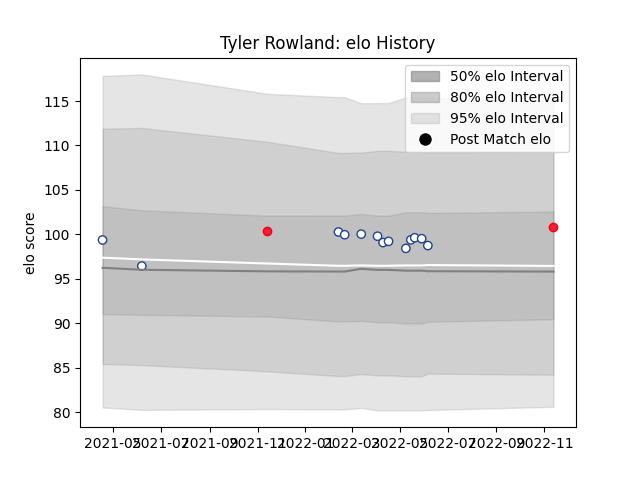 Tyler Rowland: elo History
50% elo Interval
80% elo Interval
95% elo Interval
Post Match elo
elo score
115
110
105
100
95
90
85
80
2021-05 2021-07 2021-09 2021-11 2022-01 2022-03 2022-05 2022-07 2022-09 2022-11